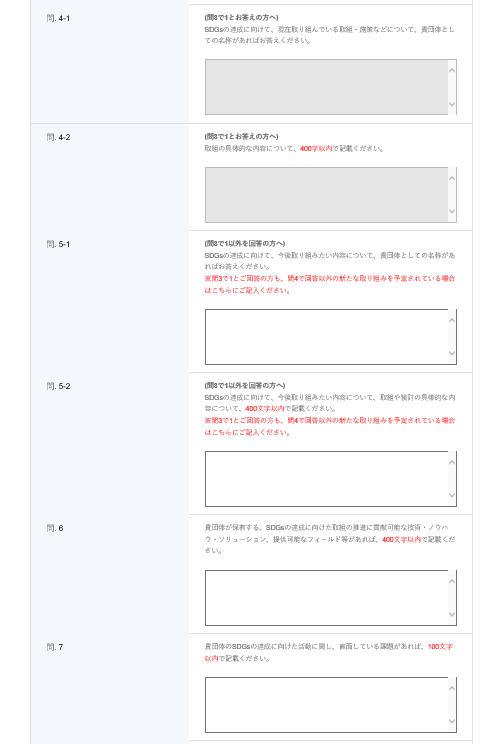 問. 4-1
(問3で1とお答えの方へ)
SDGsの達成に向けて、現在取り組んでいる取組・施策などについて、貴団体とし
ての名称があればお答えください。
問. 4-2
(問3で1とお答えの方へ)
取組の具体的な内容について、400字以内で記載ください。
問. 5-1
(問3で1以外を回答の方へ)
SDGsの達成に向けて、今後取り組みたい内容について、貴団体としての名称があ
ればお答えください。
※問3で1とご回答の方も、問4で回答以外の新たな取り組みを予定されている場合
はこちらにご記入ください。
問. 5-2
(問3で1以外を回答の方へ)
SDGsの達成に向けて、今後取り組みたい内容について、取組や検討の具体的な内
容について、400文字以内で記載ください。
※問3で1とご回答の方も、問4で回答以外の新たな取り組みを予定されている場合
はこちらにご記入ください。
問. 6
貴団体が保有する、SDGsの達成に向けた取組の推進に貢献可能な技術・ノウハ
ウ・ソリューション、提供可能なフィールド等があれば、400文字以内で記載くだ
さい。
問. 7
貴団体のSDGsの達成に向けた活動に関し、直面している課題があれば、100文字
以内で記載ください。